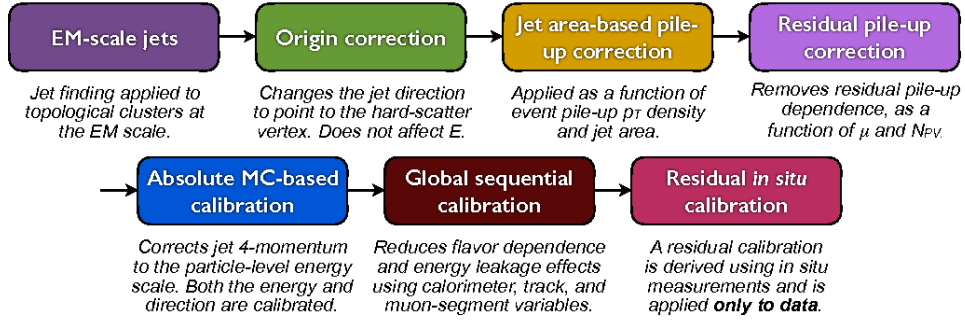 EM-scale jets
Jet finding applied to
topological clusters at
the EM scale.
Origin correction
Changes the jet direction
to point to the hard-scatter
vertex. Does not affect E.
Jet area-based pile-
up correction
Applied as a function of
event pile-up pT density
and jet area.
Residual pile-up
correction
Removes residual pile-up
dependence, as a
function of μ and NPV.
Absolute MC-based
calibration
Corrects jet 4-momentum
to the particle-level energy
scale. Both the energy and
direction are calibrated.
Global sequential
calibration
Reduces flavor dependence
and energy leakage effects
using calorimeter, track, and
muon-segment variables.
Residual in situ
calibration
A residual calibration
is derived using in situ
measurements and is
applied only to data.